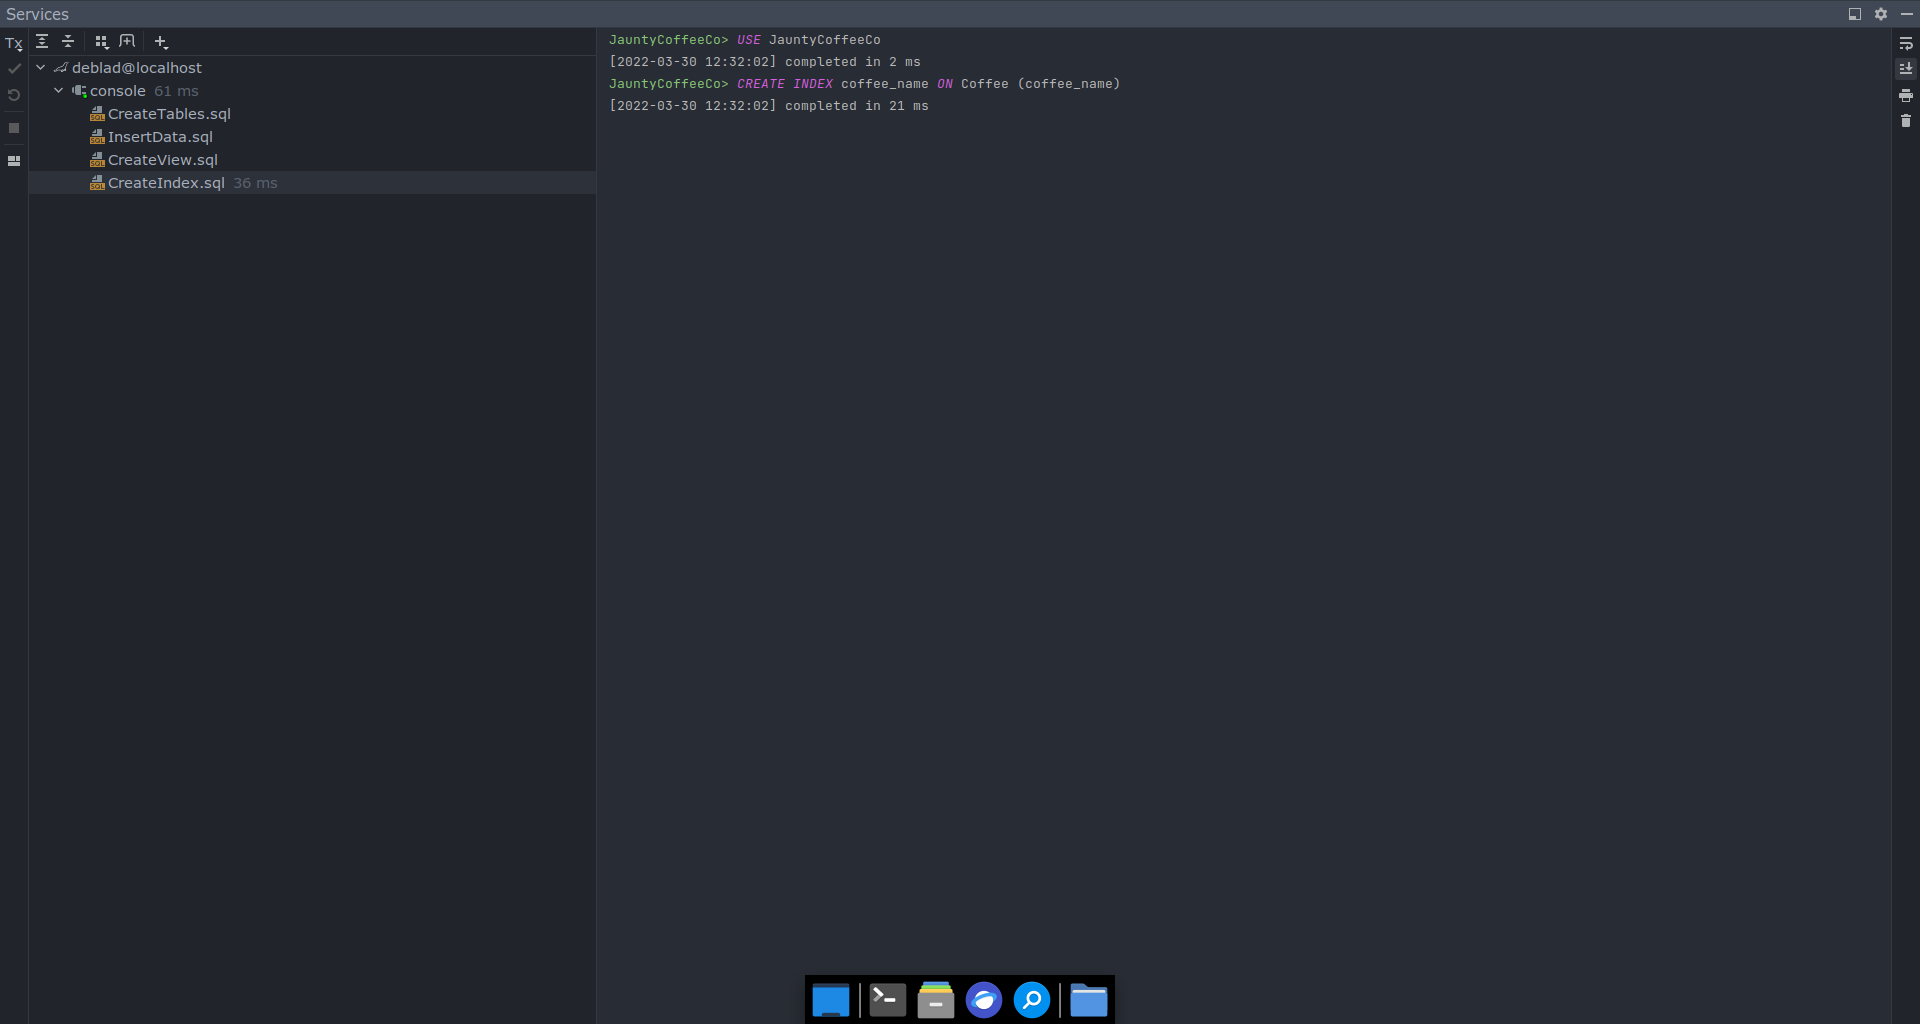 Services
Tx
deblad@localhost
console 61 ms
CreateTables.sql
InsertData.sql
CreateView.sql
CreateIndex.sql 36 ms
JauntyCoffeeCo> USE JauntyCoffeeCo
[2022-03-30 12:32:02] completed in 2 ms
JauntyCoffeeCo> CREATE INDEX coffee_name ON Coffee (coffee_name)
[2022-03-30 12:32:02] completed in 21 ms